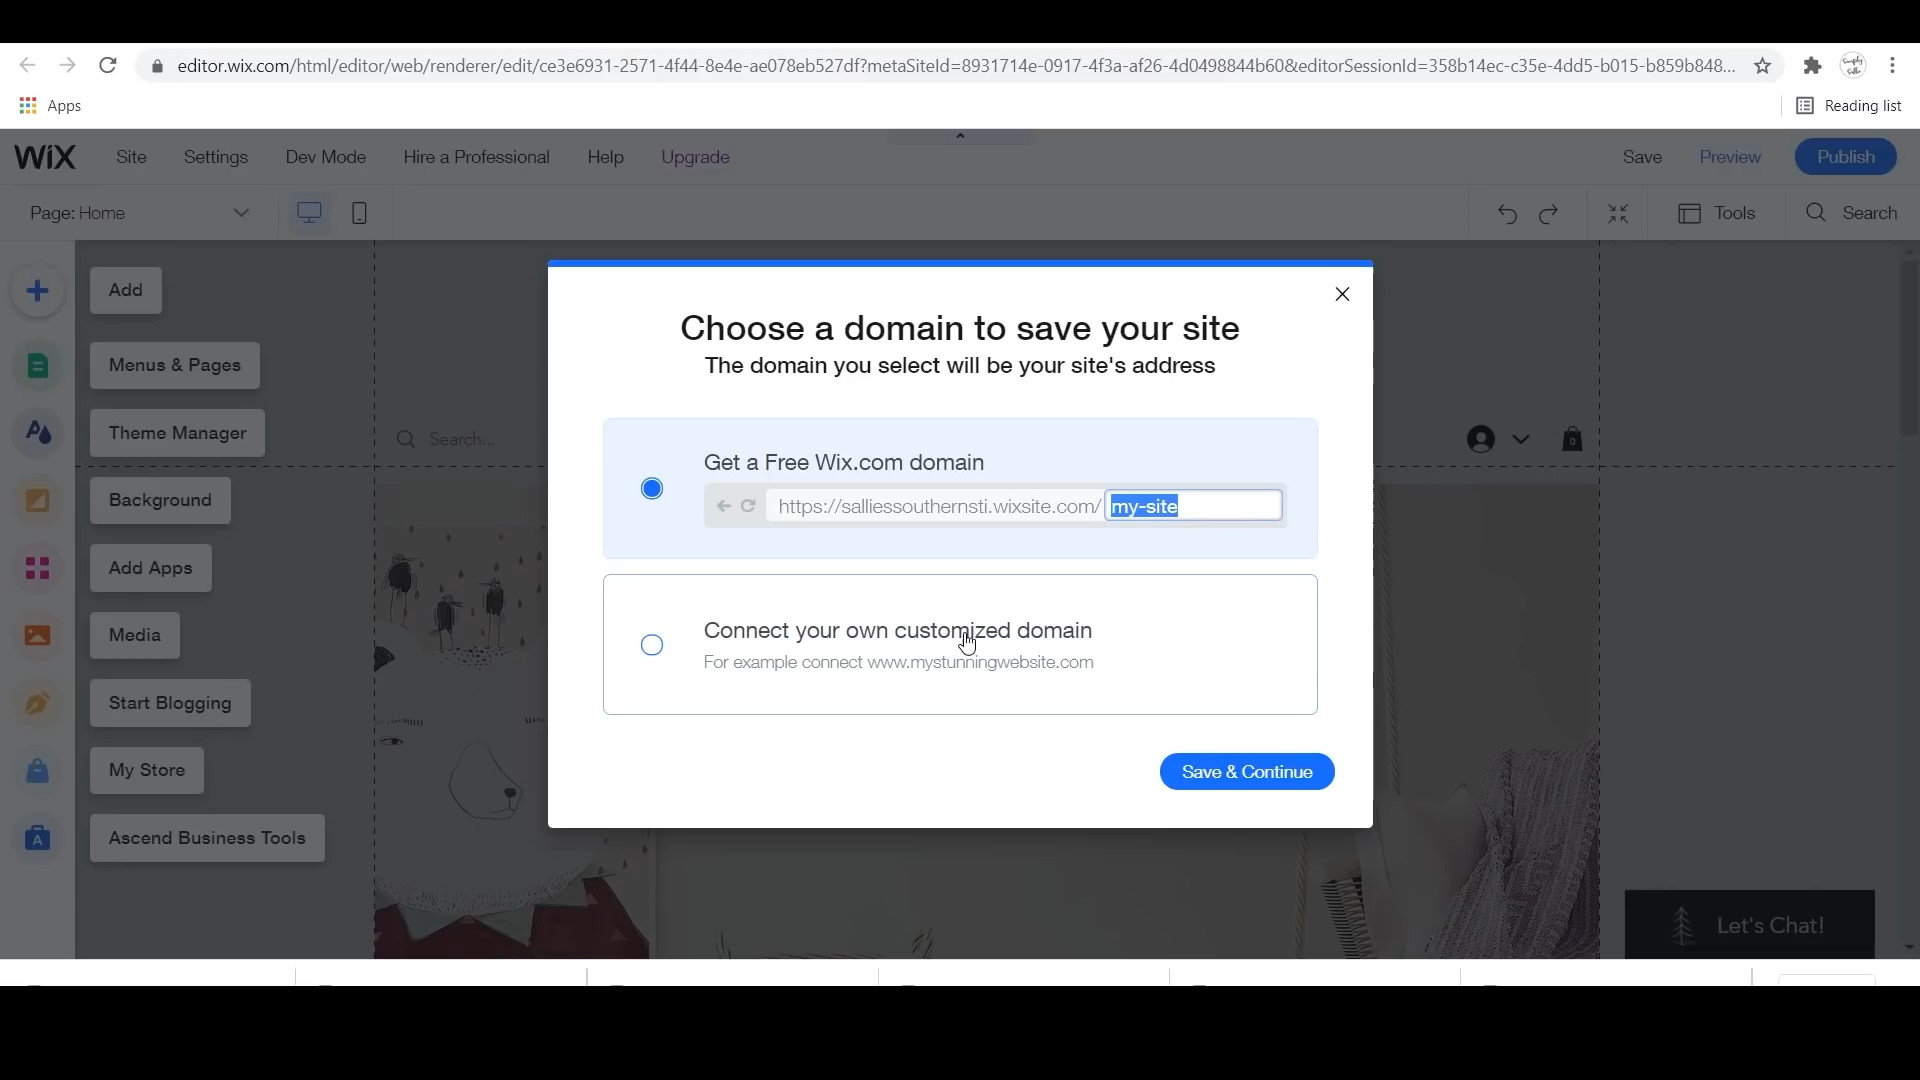 editor.wix.com/html/editor/web/renderer/edit/ce3e6931-2571-4f44-8e4e-ae078eb527df?metaSiteId=8931714e-0917-4f3a-af26-4d0498844b60&editorSessionId=358b14ec-c35e-4dd5-b015-b859b848...
Apps
Reading list
WiX Site Settings Dev Mode Hire a Professional Help Upgrade Save Preview Publish
Page: Home Tools Search
Add
Menus & Pages
Theme Manager
Background
Add Apps
Media
Start Blogging
My Store
Ascend Business Tools
Search...
0
Choose a domain to save your site
The domain you select will be your site's address
Get a Free Wix.com domain
https://salliessouthernsti.wixsite.com/ my-site
Connect your own customized domain
For example connect www.mystunningwebsite.com
Save & Continue
Let's Chat!